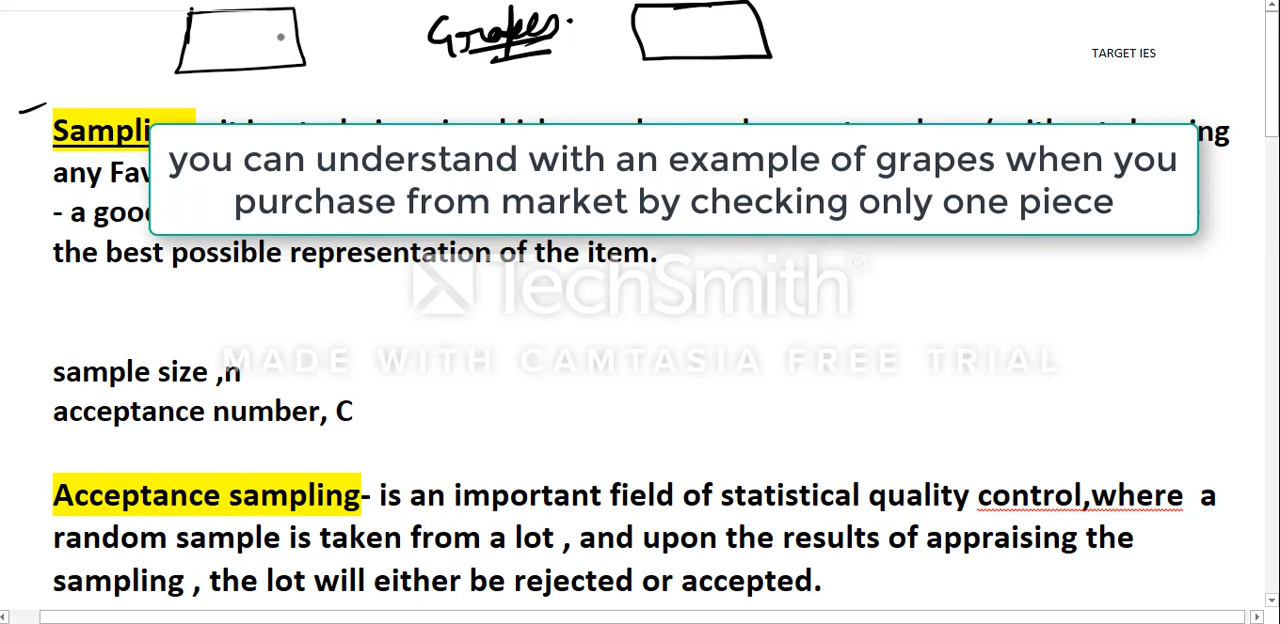 Grapes.
TARGET IES
Sampli
ing
you can understand with an example of grapes when you
any Fav
purchase from market by checking only one piece
- a good
the best possible representation of the item.
TechSmith®
MADE WITH CAMTASIA FREE TRIAL
sample size ,n
acceptance number, C
Acceptance sampling- is an important field of statistical quality control,where a
random sample is taken from a lot , and upon the results of appraising the
sampling , the lot will either be rejected or accepted.